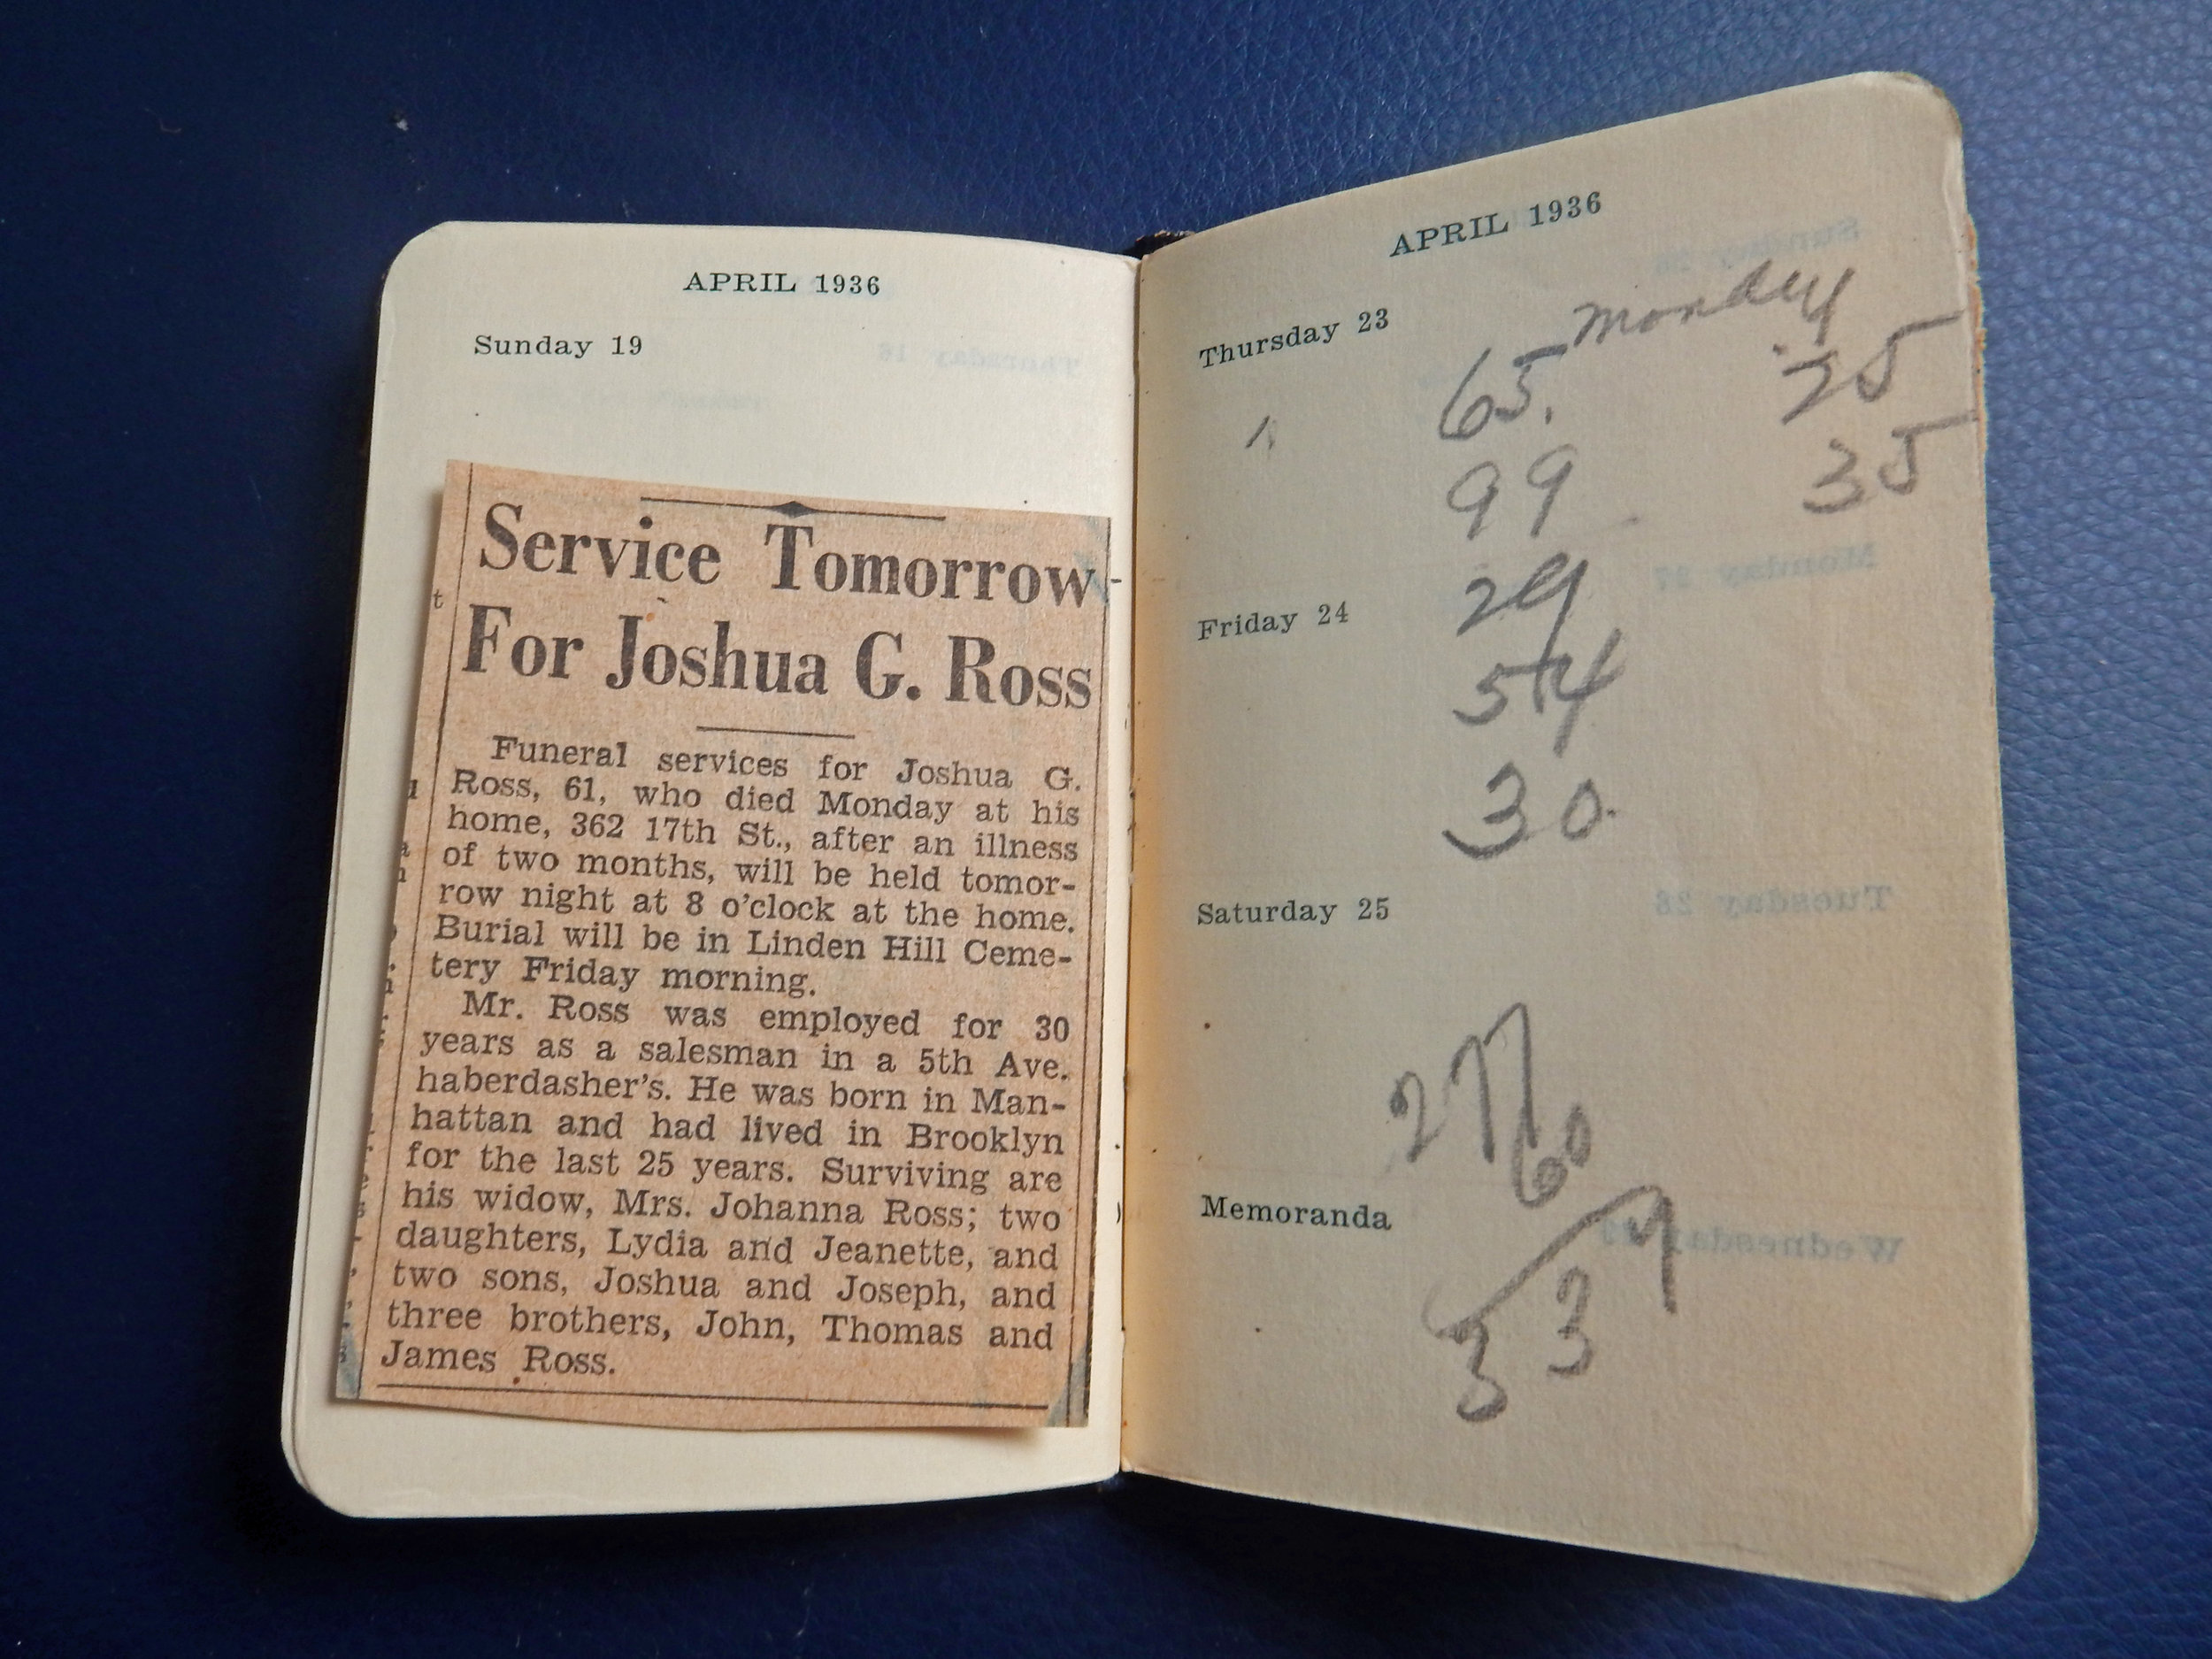 APRIL 1936
Sunday 19
Service Tomorrow
For Joshua G. Ross
Funeral services for Joshua G.
Ross, 61, who died Monday at his
home, 362 17th St., after an illness
of two months, will be held tomor-
row night at 8 o'clock at the home.
Burial will be in Linden Hill Ceme-
tery Friday morning.
Mr. Ross was employed for 30
years as a salesman in a 5th Ave.
haberdasher's. He was born in Man-
hattan and had lived in Brooklyn
for the last 25 years. Surviving are
his widow, Mrs. Johanna Ross; two
daughters, Lydia and Jeanette, and
two sons, Joshua and Joseph, and
three brothers, John, Thomas and
James Ross.
APRIL 1936
Monday
Thursday 23
65.
25
99
35
29
Friday 24
54
30.
Saturday 25
277
60
Memoranda
337